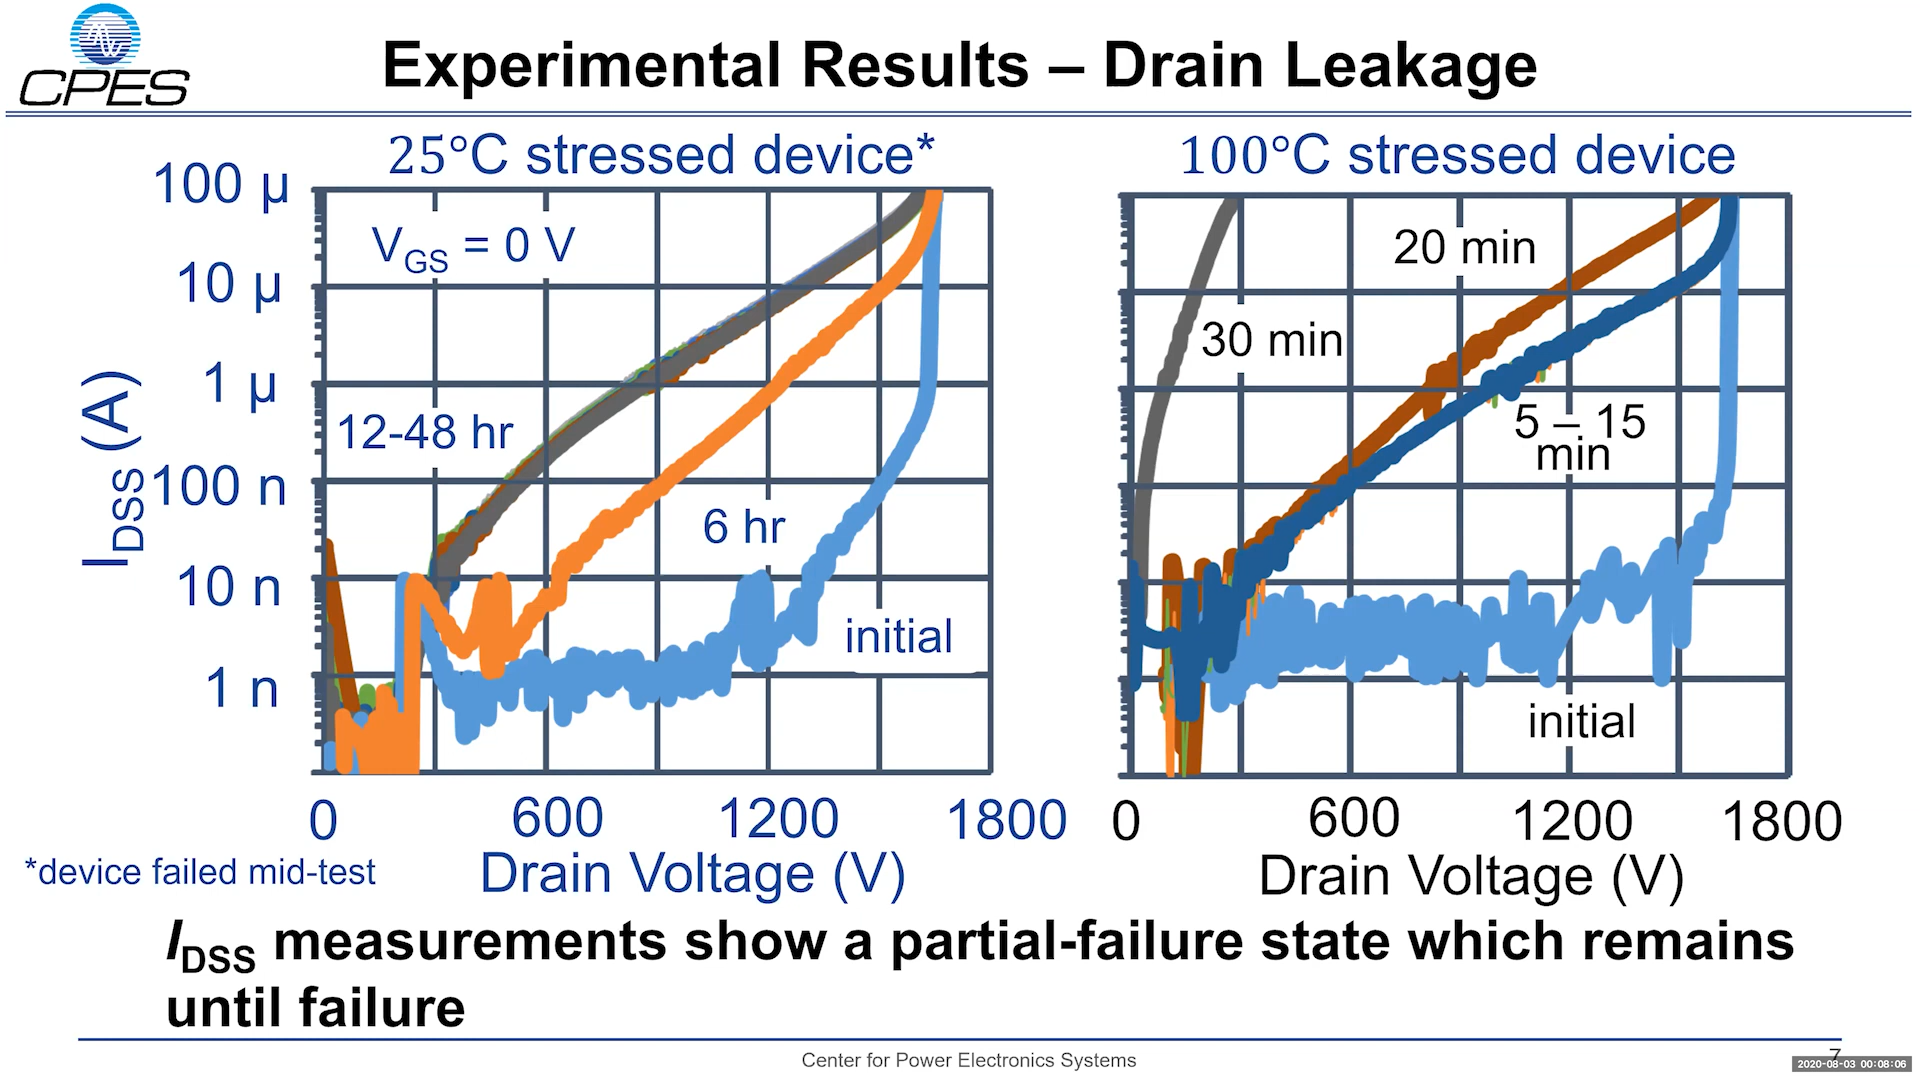 CPES
Experimental Results – Drain Leakage
25°C stressed device*
100 µ
10 µ
1 µ
100 n
10 n
1 n
I_DSS (A)
V_GS = 0 V
12-48 hr
6 hr
initial
0 600 1200 1800
Drain Voltage (V)
*device failed mid-test
100°C stressed device
20 min
30 min
5 – 15
min
initial
0 600 1200 1800
Drain Voltage (V)
I_DSS measurements show a partial-failure state which remains
until failure
Center for Power Electronics Systems
7
2020-08-03 00:08:06